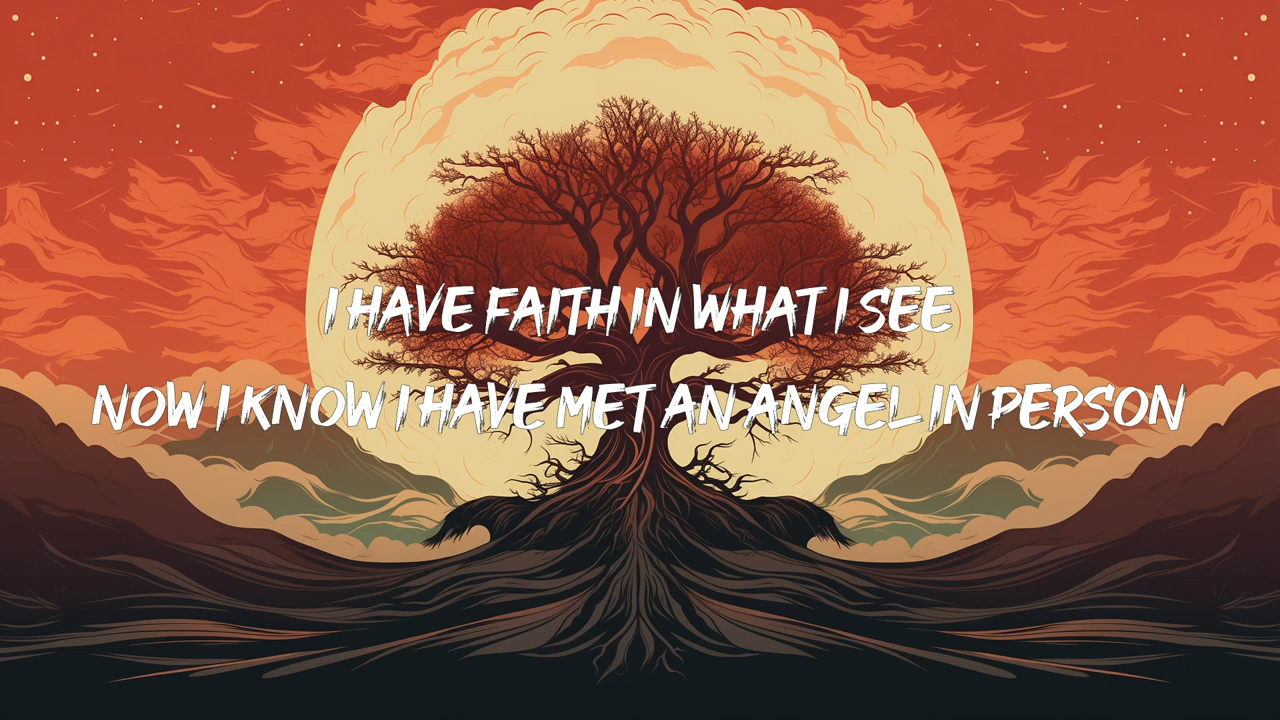 I HAVE FAITH IN WHAT I SEE
NOW I KNOW I HAVE MET AN ANGEL IN PERSON